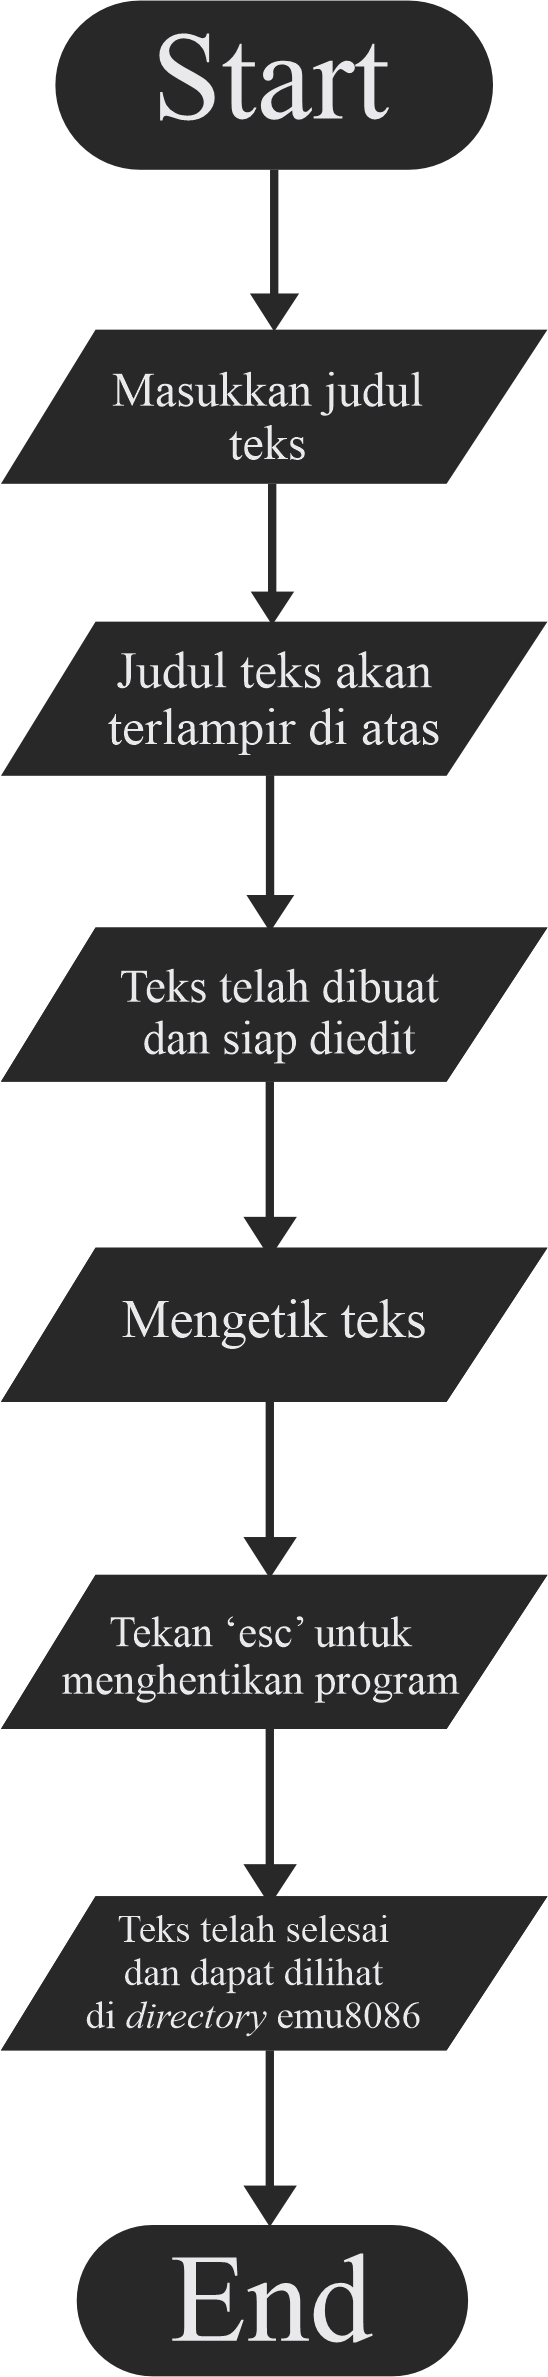 Start
Masukkan judul
teks
Judul teks akan
terlampir di atas
Teks telah dibuat
dan siap diedit
Mengetik teks
Tekan ‘esc’ untuk
menghentikan program
Teks telah selesai
dan dapat dilihat
di directory emu8086
End